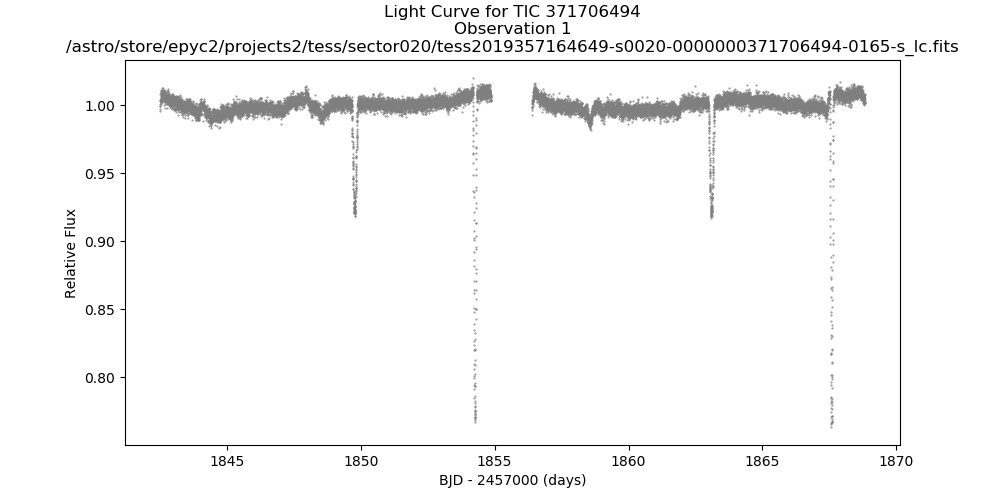 Light Curve for TIC 371706494
Observation 1
/astro/store/epyc2/projects2/tess/sector020/tess2019357164649-s0020-0000000371706494-0165-s_lc.fits
1.00
0.95
0.90
0.85
0.80
Relative Flux
1845
1850
1855
1860
1865
1870
BJD - 2457000 (days)